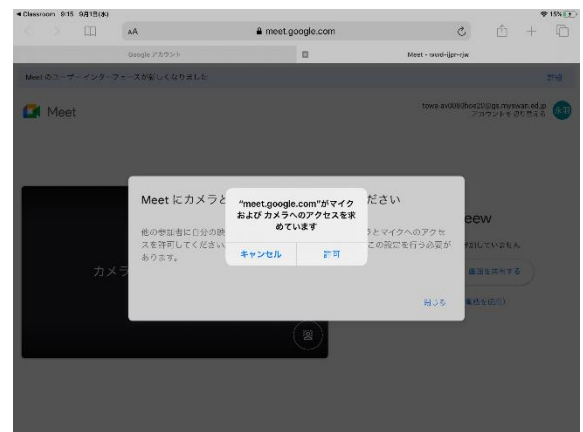 Classroom 9:15 9月1日(水)
15%
AA
meet.google.com
Google アカウント
Meet のユーザー インターフェースが新しくなりました
詳細
Meet
アカウントを切り替える
Meet にカメラと
ださい
"meet.google.com"がマイク
および カメラへのアクセスを求
めています
キャンセル
許可
他の参加者に自分の映
スを許可してください
あります。
とマイクへのアクセ
この設定を行う必要が
閉じる
カメラ
eew
画面を共有する